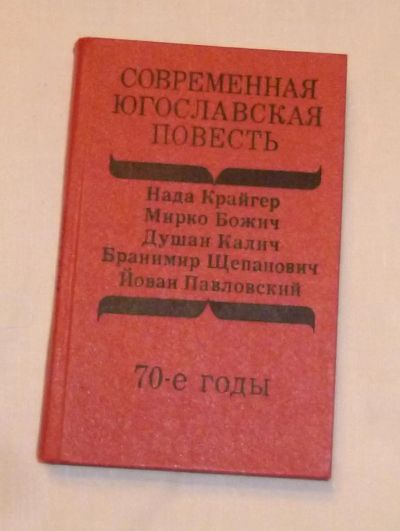 СОВРЕМЕННАЯ
ЮГОСЛАВСКАЯ
ПОВЕСТЬ
Нада Крайгер
Мирко Божич
Душан Калич
Бранимир Щепанович
Йован Павловский
70-е годы